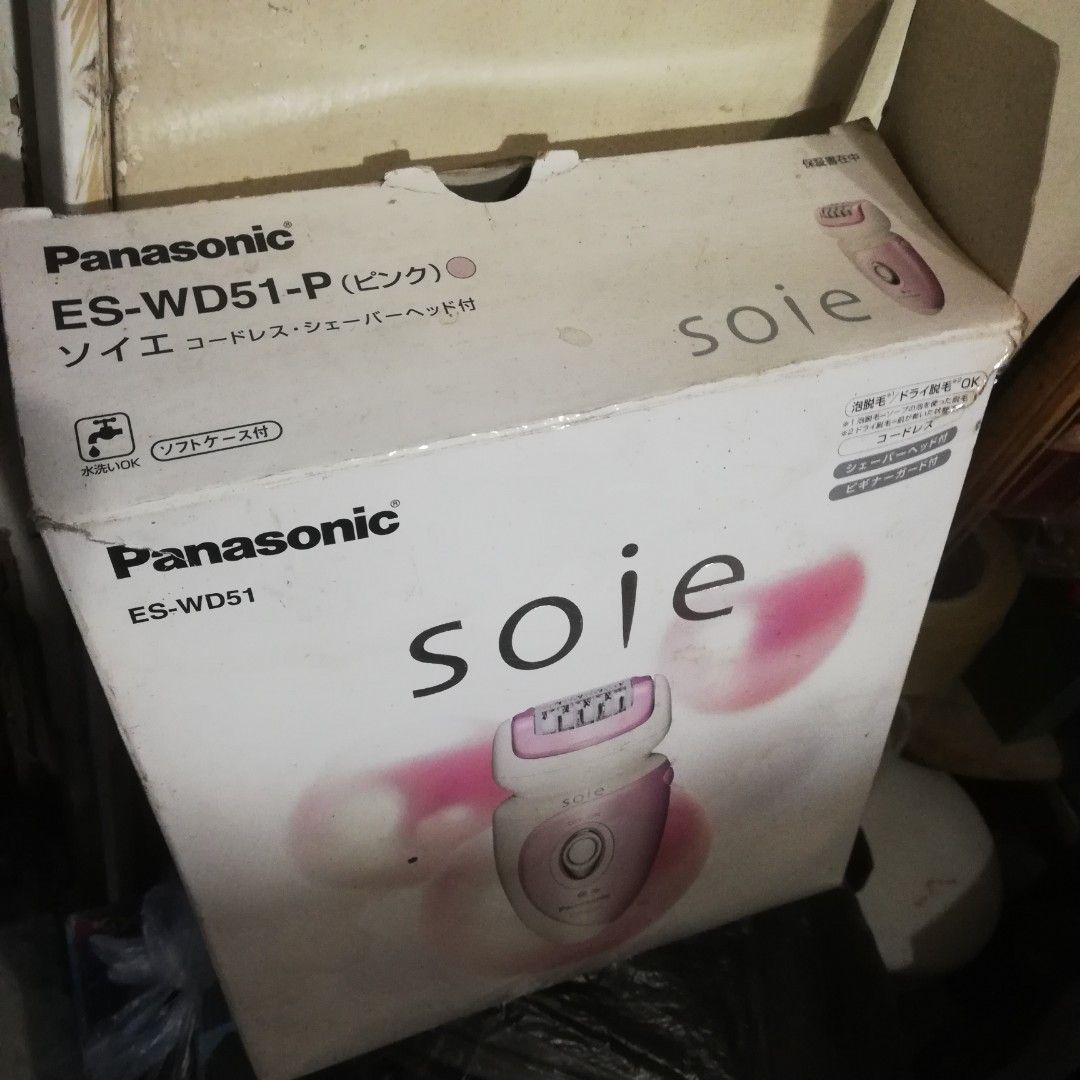 Panasonic®
ES-WD51-P (ピンク)
ソイエ コードレス・シェーバーヘッド付
保証書在中
soie
水洗いOK
ソフトケース付
泡脱毛※1/ドライ脱毛※2OK
コードレス
シェーバーヘッド付
ビギナーガード付
Panasonic®
ES-WD51
soie
soie
Panasonic